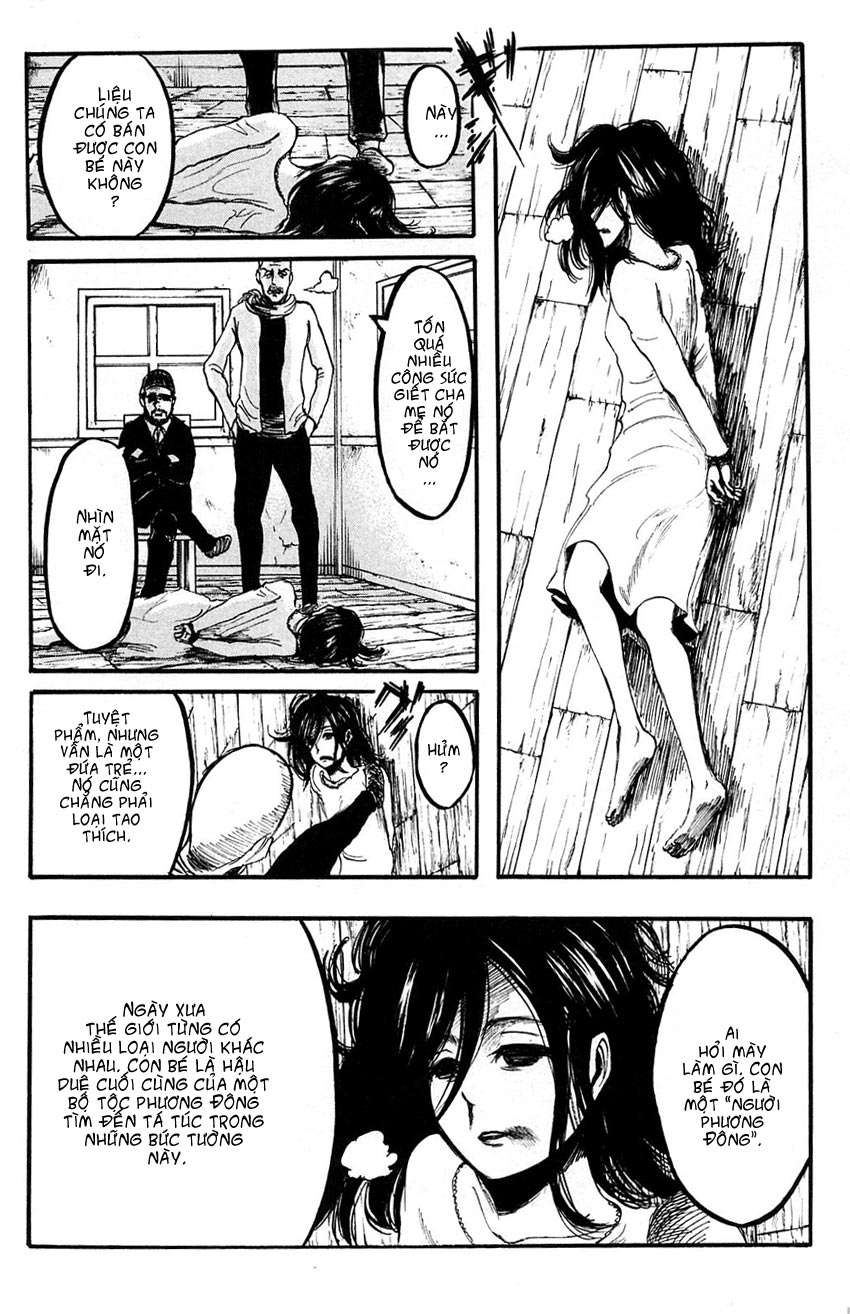 NÀY
...
LIỆU
CHÚNG TA
CÓ BÁN
ĐƯỢC CON
BÉ NÀY
KHÔNG
?
TỐN
QUÁ
NHIỀU
CÔNG SỨC
GIẾT CHA
MẸ NÓ
ĐỂ BẮT
ĐƯỢC
NÓ
...
NHÌN
MẶT
NÓ
ĐI.
HỬM
?
TUYỆT
PHẨM, NHƯNG
VẪN LÀ MỘT
ĐỨA TRẺ...
NÓ CŨNG
CHẲNG PHẢI
LOẠI TAO
THÍCH.
AI
HỎI MÀY
LÀM GÌ. CON
BÉ ĐÓ LÀ
MỘT "NGƯỜI
PHƯƠNG
ĐÔNG".
NGÀY XƯA
THẾ GIỚI TỪNG CÓ
NHIỀU LOẠI NGƯỜI KHÁC
NHAU. CON BÉ LÀ HẬU
DUỆ CUỐI CÙNG CỦA MỘT
BỘ TỘC PHƯƠNG ĐÔNG
TÌM ĐẾN TÁ TÚC TRONG
NHỮNG BỨC TƯỜNG
NÀY.